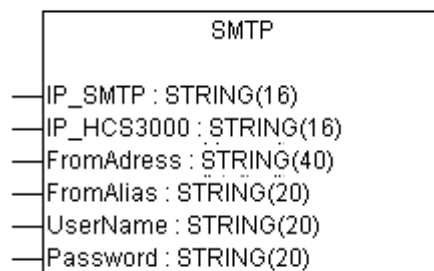 SMTP
IP_SMTP : STRING(16)
IP_HCS3000 : STRING(16)
FromAdress : STRING(40)
FromAlias : STRING(20)
UserName : STRING(20)
Password : STRING(20)